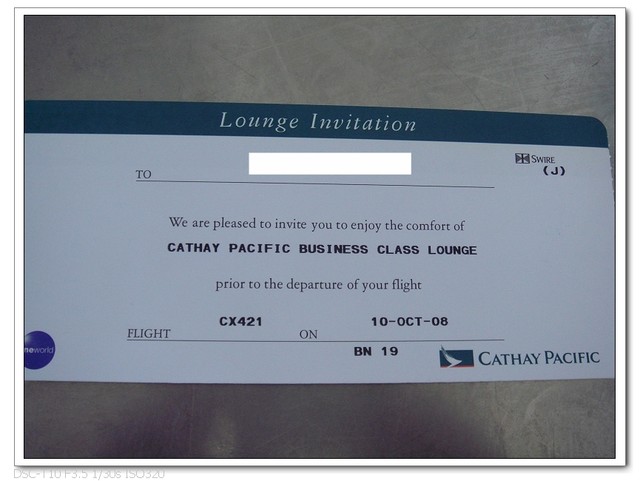 Lounge Invitation
SWIRE
(J)
TO
We are pleased to invite you to enjoy the comfort of
CATHAY PACIFIC BUSINESS CLASS LOUNGE
prior to the departure of your flight
FLIGHT CX421 ON 10-OCT-08
BN 19
neworld
CATHAY PACIFIC
DSC-T10 F3.5 1/30s ISO320